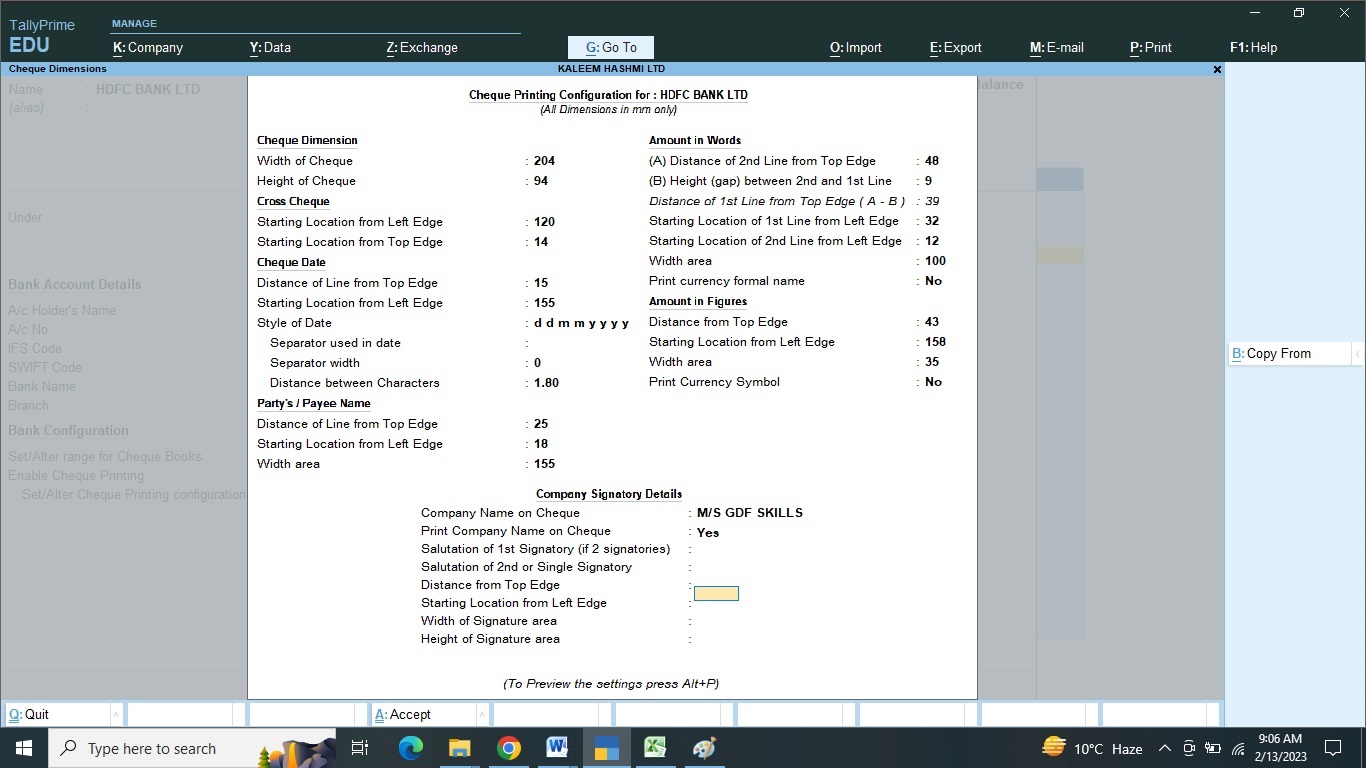 TallyPrime
EDU
MANAGE
K: Company
Y: Data
Z: Exchange
G: Go To
O: Import
E: Export
M: E-mail
P: Print
F1: Help
Cheque Dimensions
KALEEM HASHMI LTD
x
Name : HDFC BANK LTD
(alias) :
Under
Bank Account Details
A/c Holder's Name
A/c No.
IFS Code
SWIFT Code
Bank Name
Branch
Bank Configuration
Set/Alter range for Cheque Books
Enable Cheque Printing
Set/Alter Cheque Printing configuration
Cheque Printing Configuration for : HDFC BANK LTD
(All Dimensions in mm only)
Cheque Dimension
Width of Cheque : 204
Height of Cheque : 94
Cross Cheque
Starting Location from Left Edge : 120
Starting Location from Top Edge : 14
Cheque Date
Distance of Line from Top Edge : 15
Starting Location from Left Edge : 155
Style of Date : d d m m y y y y
Separator used in date :
Separator width : 0
Distance between Characters : 1.80
Party's / Payee Name
Distance of Line from Top Edge : 25
Starting Location from Left Edge : 18
Width area : 155
Amount in Words
(A) Distance of 2nd Line from Top Edge : 48
(B) Height (gap) between 2nd and 1st Line : 9
Distance of 1st Line from Top Edge ( A - B ) : 39
Starting Location of 1st Line from Left Edge : 32
Starting Location of 2nd Line from Left Edge : 12
Width area : 100
Print currency formal name : No
Amount in Figures
Distance from Top Edge : 43
Starting Location from Left Edge : 158
Width area : 35
Print Currency Symbol : No
Company Signatory Details
Company Name on Cheque : M/S GDF SKILLS
Print Company Name on Cheque : Yes
Salutation of 1st Signatory (if 2 signatories) :
Salutation of 2nd or Single Signatory :
Distance from Top Edge :
Starting Location from Left Edge :
Width of Signature area :
Height of Signature area :
(To Preview the settings press Alt+P)
Balance
B: Copy From
Q: Quit
A: Accept
Type here to search
10°C Haze
9:06 AM
2/13/2023